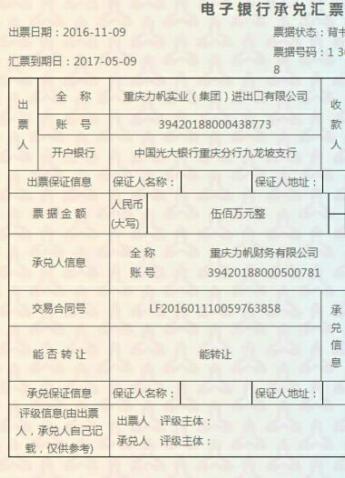 电子银行承兑汇票
出票日期：2016-11-09
票据状态：背书
汇票到期日：2017-05-09
票据号码：1 30
8
出票人
全 称
重庆力帆实业（集团）进出口有限公司
收款人
账 号
39420188000438773
开户银行
中国光大银行重庆分行九龙坡支行
出票保证信息
保证人名称：
保证人地址：
票据金额
人民币
(大写)
伍佰万元整
承兑人信息
全 称
重庆力帆财务有限公司
账 号
39420188000500781
交易合同号
LF201601110059763858
承兑信息
能否转让
能转让
承兑保证信息
保证人名称：
保证人地址：
评级信息(由出票
人，承兑人自己记
载，仅供参考)
出票人 评级主体：
承兑人 评级主体：